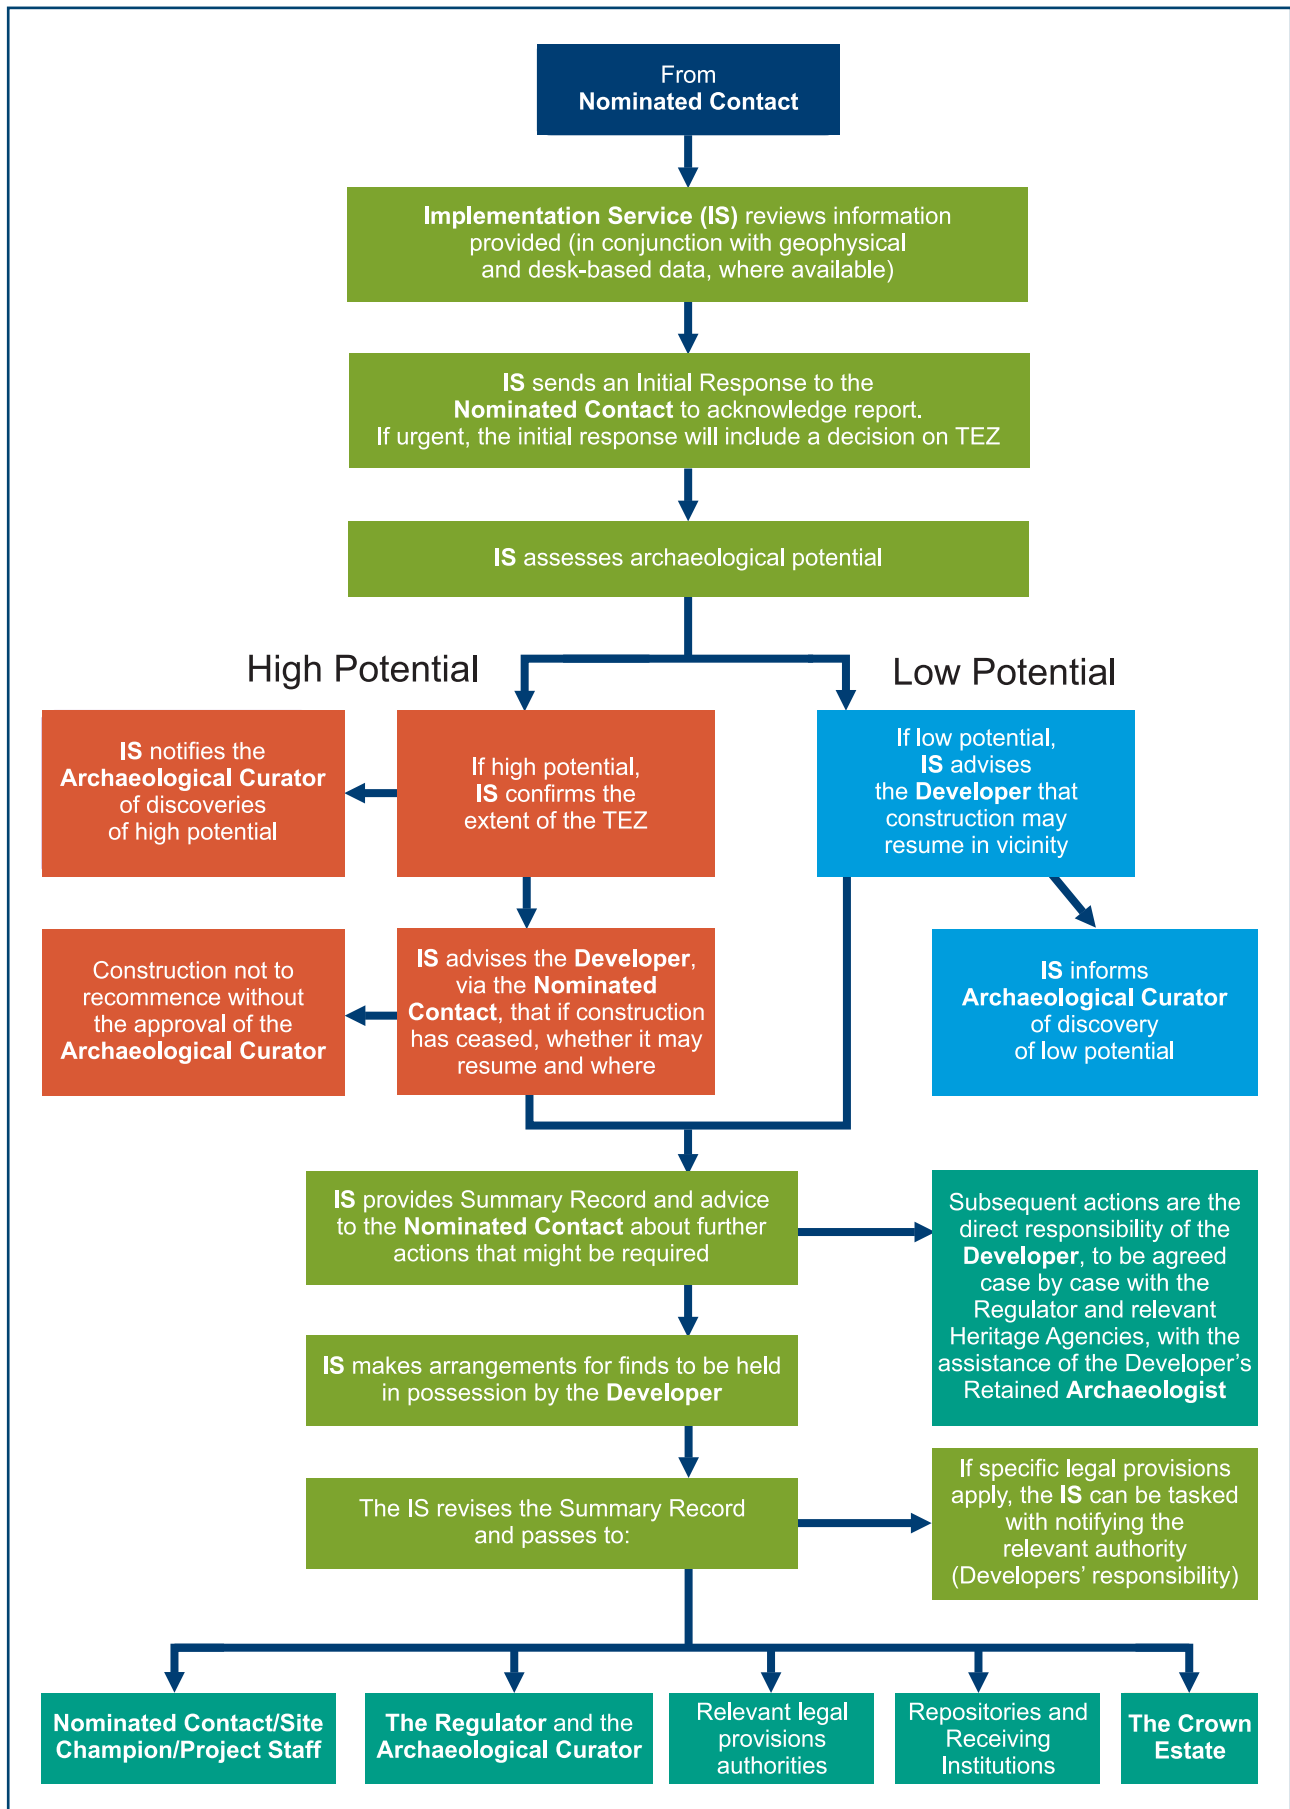 From
Nominated Contact
Implementation Service (IS) reviews information
provided (in conjunction with geophysical
and desk-based data, where available)
IS sends an Initial Response to the
Nominated Contact to acknowledge report.
If urgent, the initial response will include a decision on TEZ
IS assesses archaeological potential
High Potential
Low Potential
IS notifies the
Archaeological Curator
of discoveries
of high potential
If high potential,
IS confirms the
extent of the TEZ
If low potential,
IS advises
the Developer that
construction may
resume in vicinity
Construction not to
recommence without
the approval of the
Archaeological Curator
IS advises the Developer,
via the Nominated
Contact, that if construction
has ceased, whether it may
resume and where
IS informs
Archaeological Curator
of discovery
of low potential
IS provides Summary Record and advice
to the Nominated Contact about further
actions that might be required
Subsequent actions are the
direct responsibility of the
Developer, to be agreed
case by case with the
Regulator and relevant
Heritage Agencies, with the
assistance of the Developer’s
Retained Archaeologist
IS makes arrangements for finds to be held
in possession by the Developer
The IS revises the Summary Record
and passes to:
If specific legal provisions
apply, the IS can be tasked
with notifying the
relevant authority
(Developers’ responsibility)
Nominated Contact/Site
Champion/Project Staff
The Regulator and the
Archaeological Curator
Relevant legal
provisions
authorities
Repositories and
Receiving
Institutions
The Crown
Estate